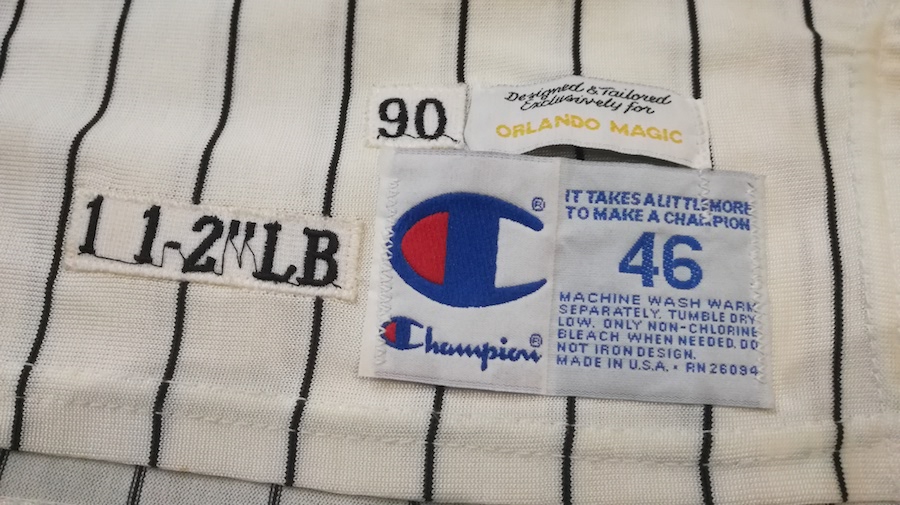 90
Designed & Tailored
Exclusively for
ORLANDO MAGIC
1 1-2"LB
®
Champion®
IT TAKES A LITTLE MORE
TO MAKE A CHAMPION
46
MACHINE WASH WARM
SEPARATELY. TUMBLE DRY
LOW. ONLY NON-CHLORINE
BLEACH WHEN NEEDED. DO
NOT IRON DESIGN.
MADE IN U.S.A. • RN26094